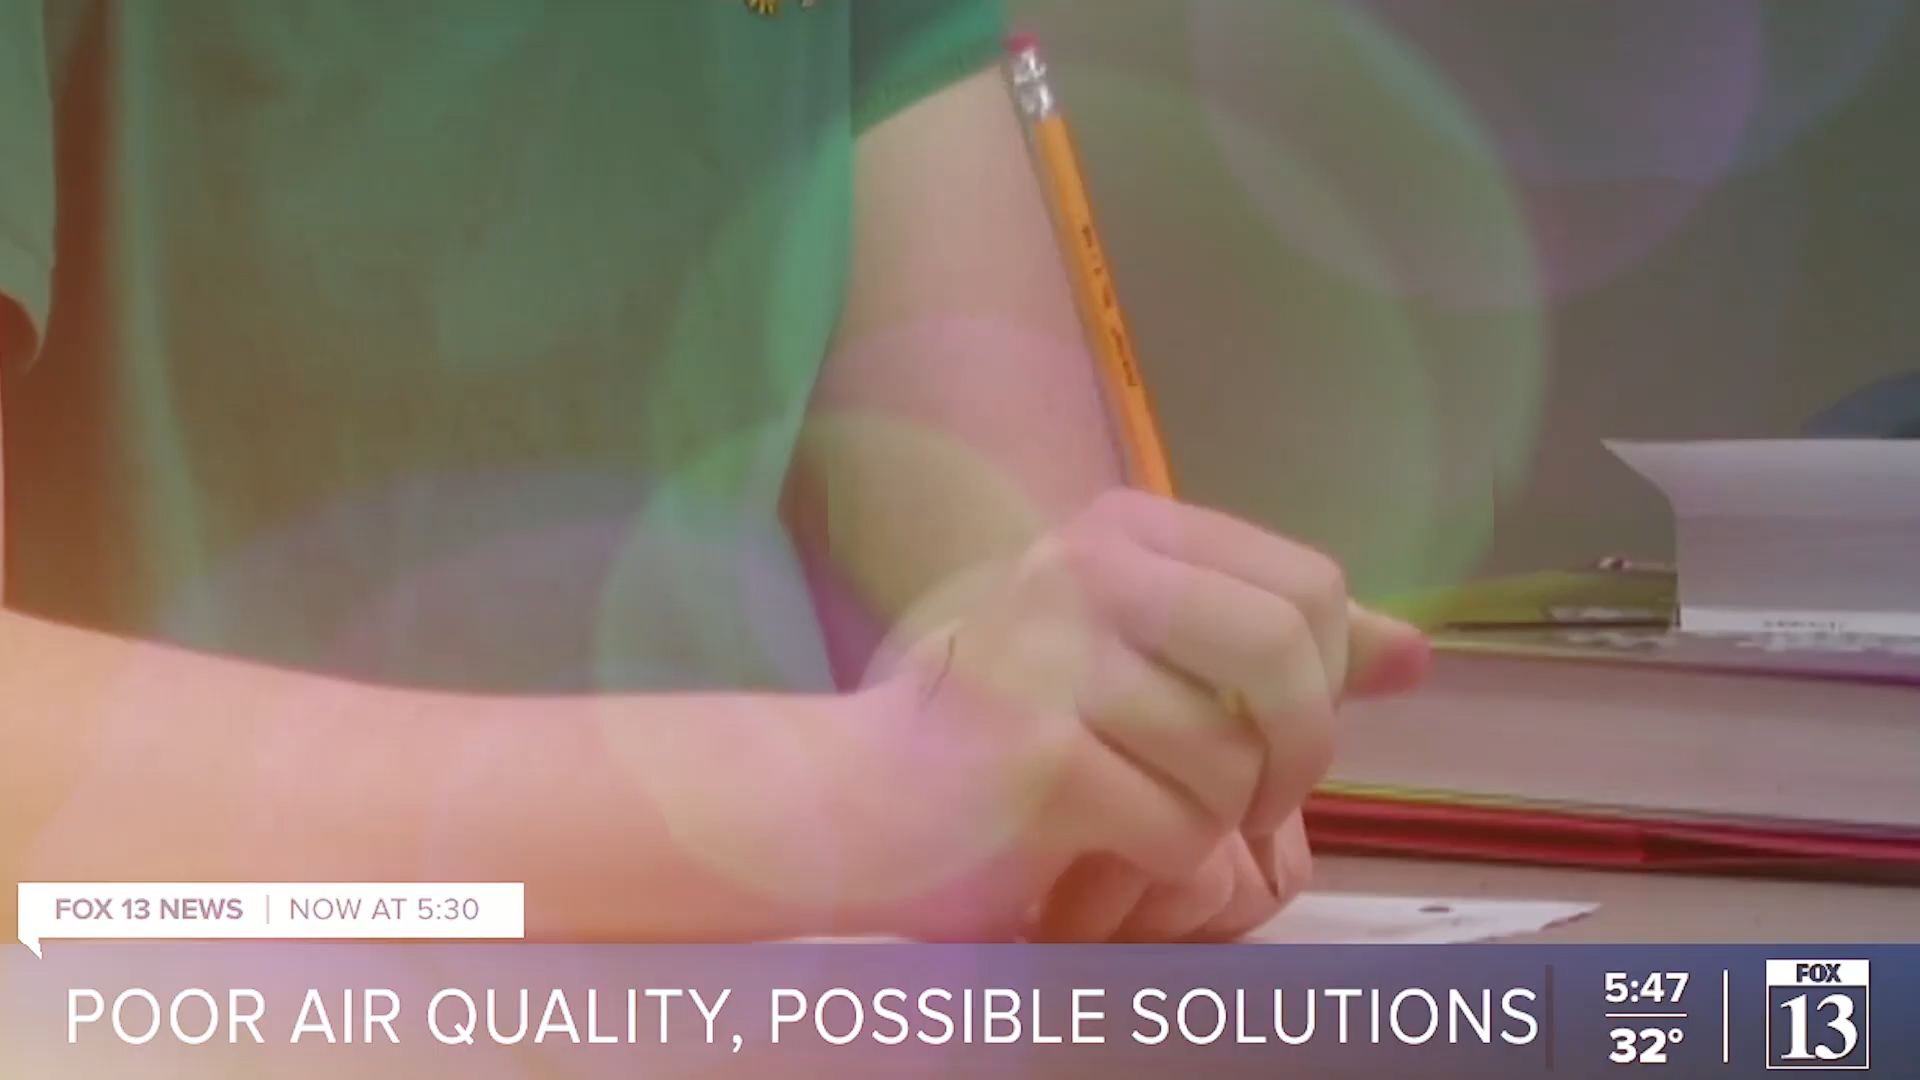 FOX 13 NEWS | NOW AT 5:30
POOR AIR QUALITY, POSSIBLE SOLUTIONS
5:47
32°
FOX
13